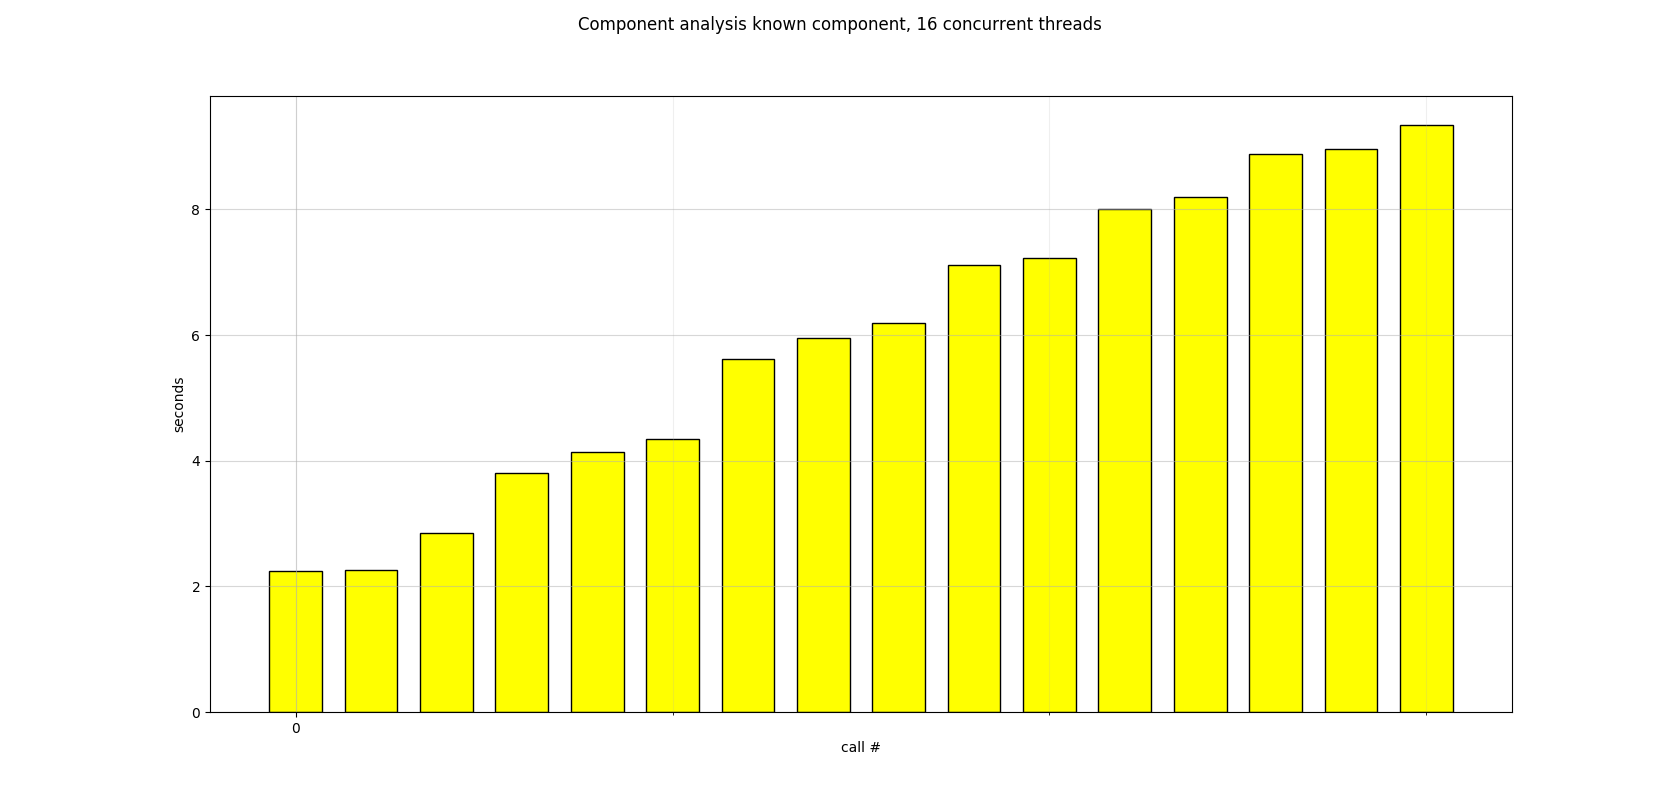 Component analysis known component, 16 concurrent threads
8
6
4
2
0
seconds
0
call #